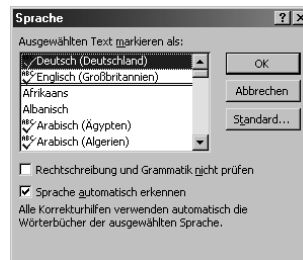 Sprache
Ausgewählten Text markieren als:
Deutsch (Deutschland)
Englisch (Großbritannien)
Afrikaans
Albanisch
Arabisch (Ägypten)
Arabisch (Algerien)
OK
Abbrechen
Standard...
Rechtschreibung und Grammatik nicht prüfen
Sprache automatisch erkennen
Alle Korrekturhilfen verwenden automatisch die
Wörterbücher der ausgewählten Sprache.